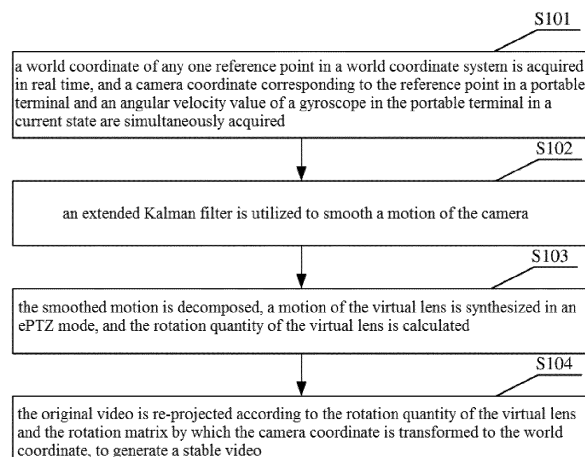 S101
a world coordinate of any one reference point in a world coordinate system is acquired
in real time, and a camera coordinate corresponding to the reference point in a portable
terminal and an angular velocity value of a gyroscope in the portable terminal in a
current state are simultaneously acquired
S102
an extended Kalman filter is utilized to smooth a motion of the camera
S103
the smoothed motion is decomposed, a motion of the virtual lens is synthesized in an
ePTZ mode, and the rotation quantity of the virtual lens is calculated
S104
the original video is re-projected according to the rotation quantity of the virtual lens
and the rotation matrix by which the camera coordinate is transformed to the world
coordinate, to generate a stable video